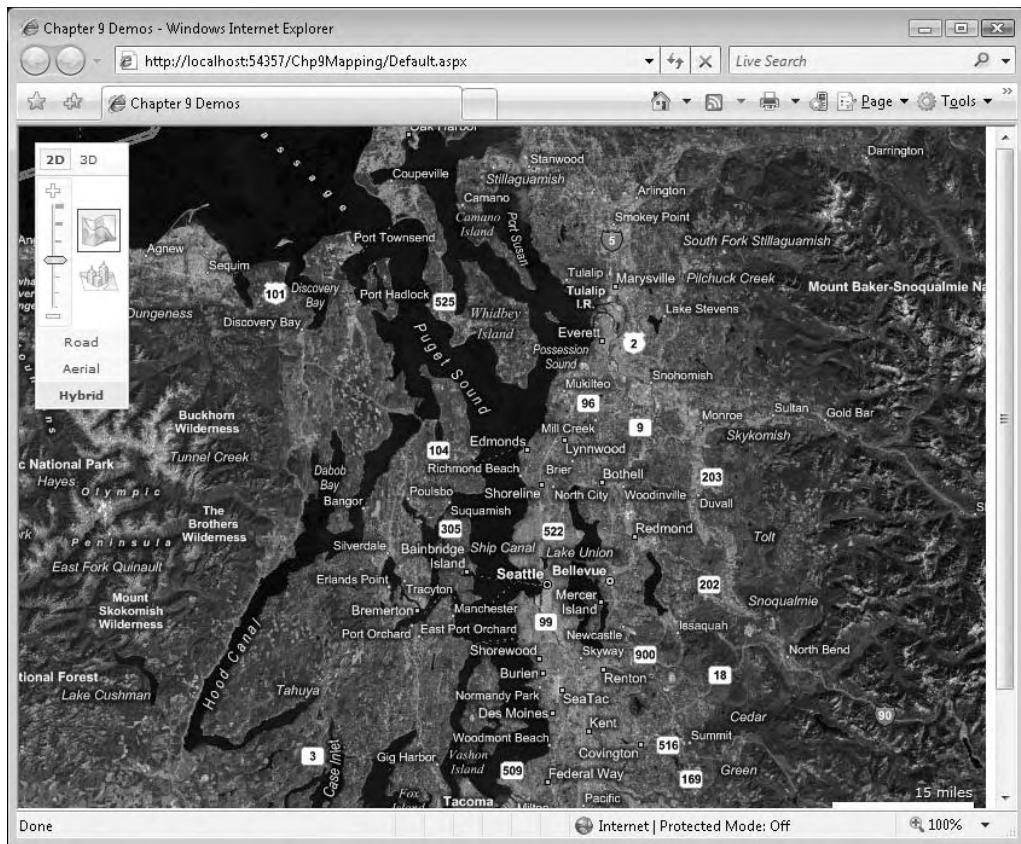 Chapter 9 Demos - Windows Internet Explorer
http://localhost:54357/Chp9Mapping/Default.aspx
Live Search
Chapter 9 Demos
Page
Tools
2D 3D
Road
Aerial
Hybrid
Oak Harbor
Stanwood
Darrington
Coupeville
Stillaguamish
Camano
Arlington
Camano
Island
Port Susan
Smokey Point
5
Port Townsend
South Fork Stillaguamish
Agnew
Sequim
Tulalip
Marysville
Pilchuck Creek
Tulalip
I.R.
101
Discovery
Bay
Port Hadlock
525
Mount Baker-Snoqualmie Na
Dungeness
Discovery Bay
Whidbey
Island
Lake Stevens
Everett
2
Possession
Sound
Puget Sound
Snohomish
Mukilteo
96
Buckhorn
Wilderness
Monroe
Sultan
Gold Bar
Mill Creek
9
Skykomish
104
Edmonds
Lynnwood
Tunnel Creek
c National Park
Hayes
Dabob
Bay
Richmond Beach
Brier
Bothell
203
Olympic
Peninsula
Bangor
Poulsbo
Shoreline
North City
Woodinville
Duvall
The
Brothers
Wilderness
Suquamish
305
522
Redmond
Tolt
Silverdale
Bainbridge
Island
Ship Canal
Lake Union
East Fork Quinault
Erlands Point
Seattle
Bellevue
202
Tracyton
Mercer
Island
Snoqualmie
Mount
Skokomish
Wilderness
Bremerton
Manchester
99
Port Orchard
East Port Orchard
Newcastle
Issaquah
Hood Canal
Shorewood
Skyway
900
North Bend
Burien
Renton
18
tional Forest
Lake Cushman
Tahuya
Normandy Park
SeaTac
Des Moines
Kent
Cedar
90
Woodmont Beach
Summit
3
Case Inlet
Gig Harbor
Vashon
Island
Covington
516
509
Federal Way
169
Green
Fox
Tacoma
Pacific
15 miles
Done
Internet | Protected Mode: Off
100%